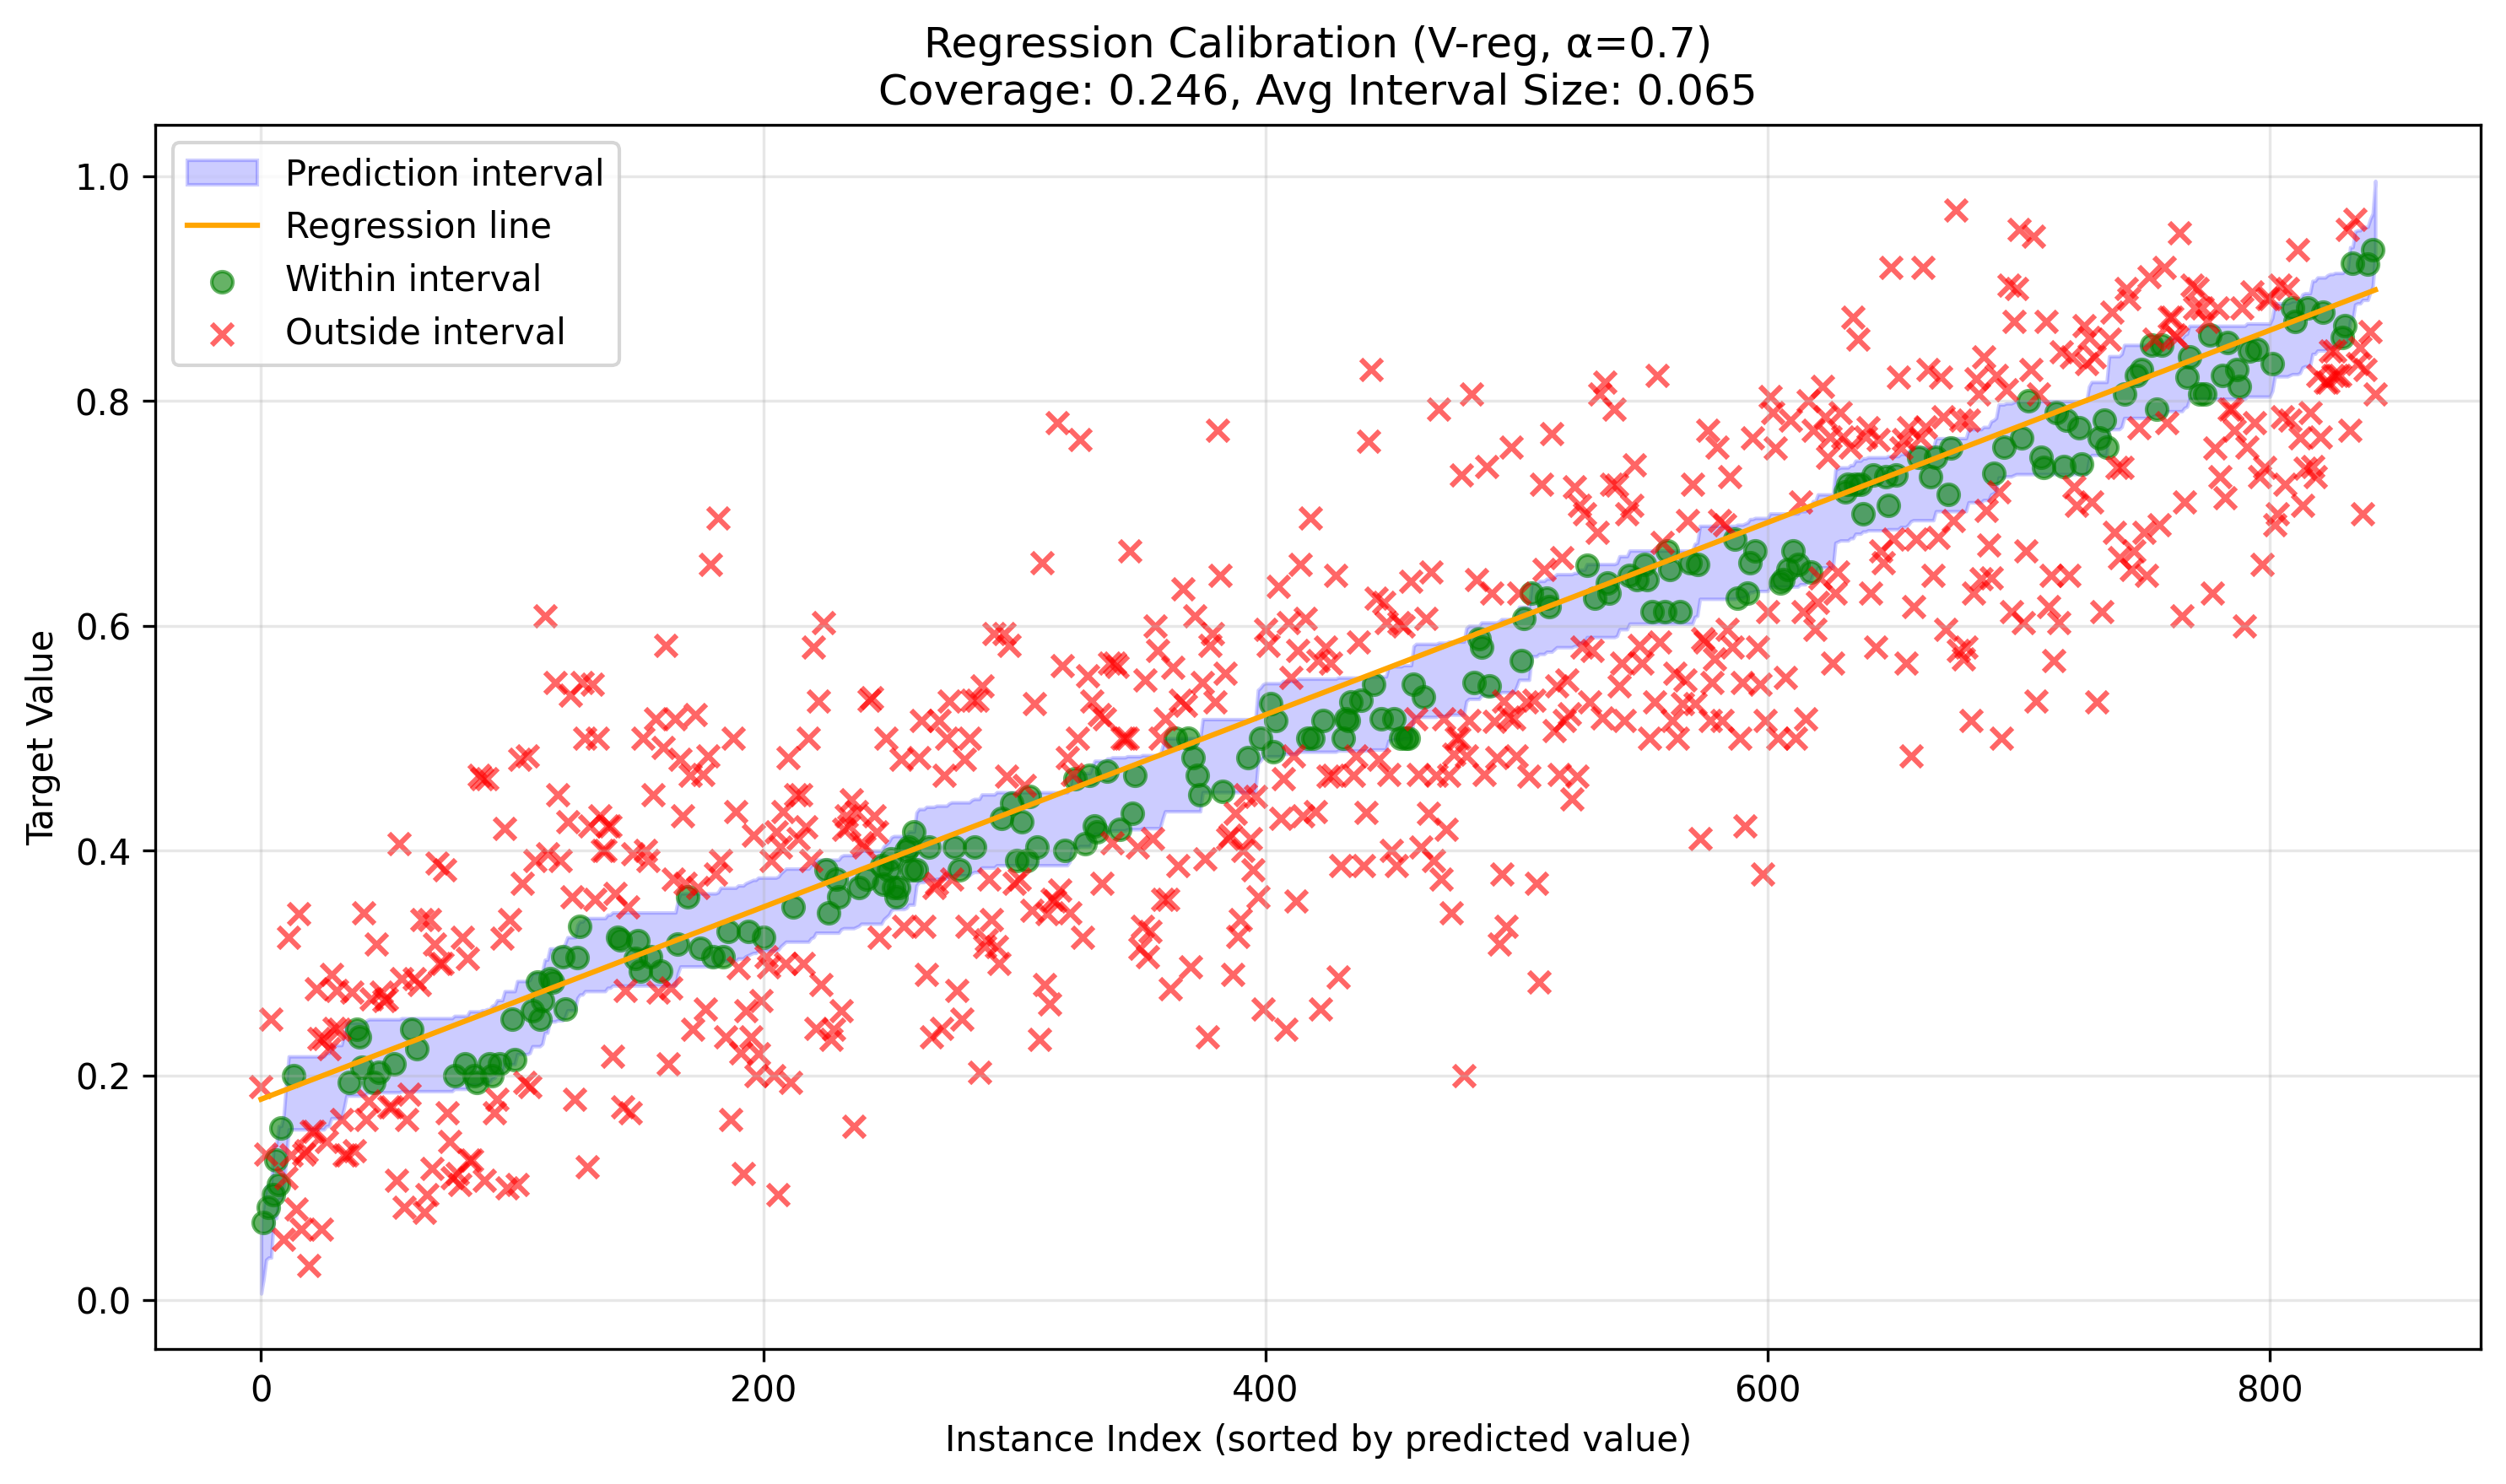 Regression Calibration (V-reg, α=0.7)
Coverage: 0.246, Avg Interval Size: 0.065
Prediction interval
Regression line
Within interval
Outside interval
1.0
0.8
0.6
0.4
0.2
0.0
Target Value
0 200 400 600 800
Instance Index (sorted by predicted value)